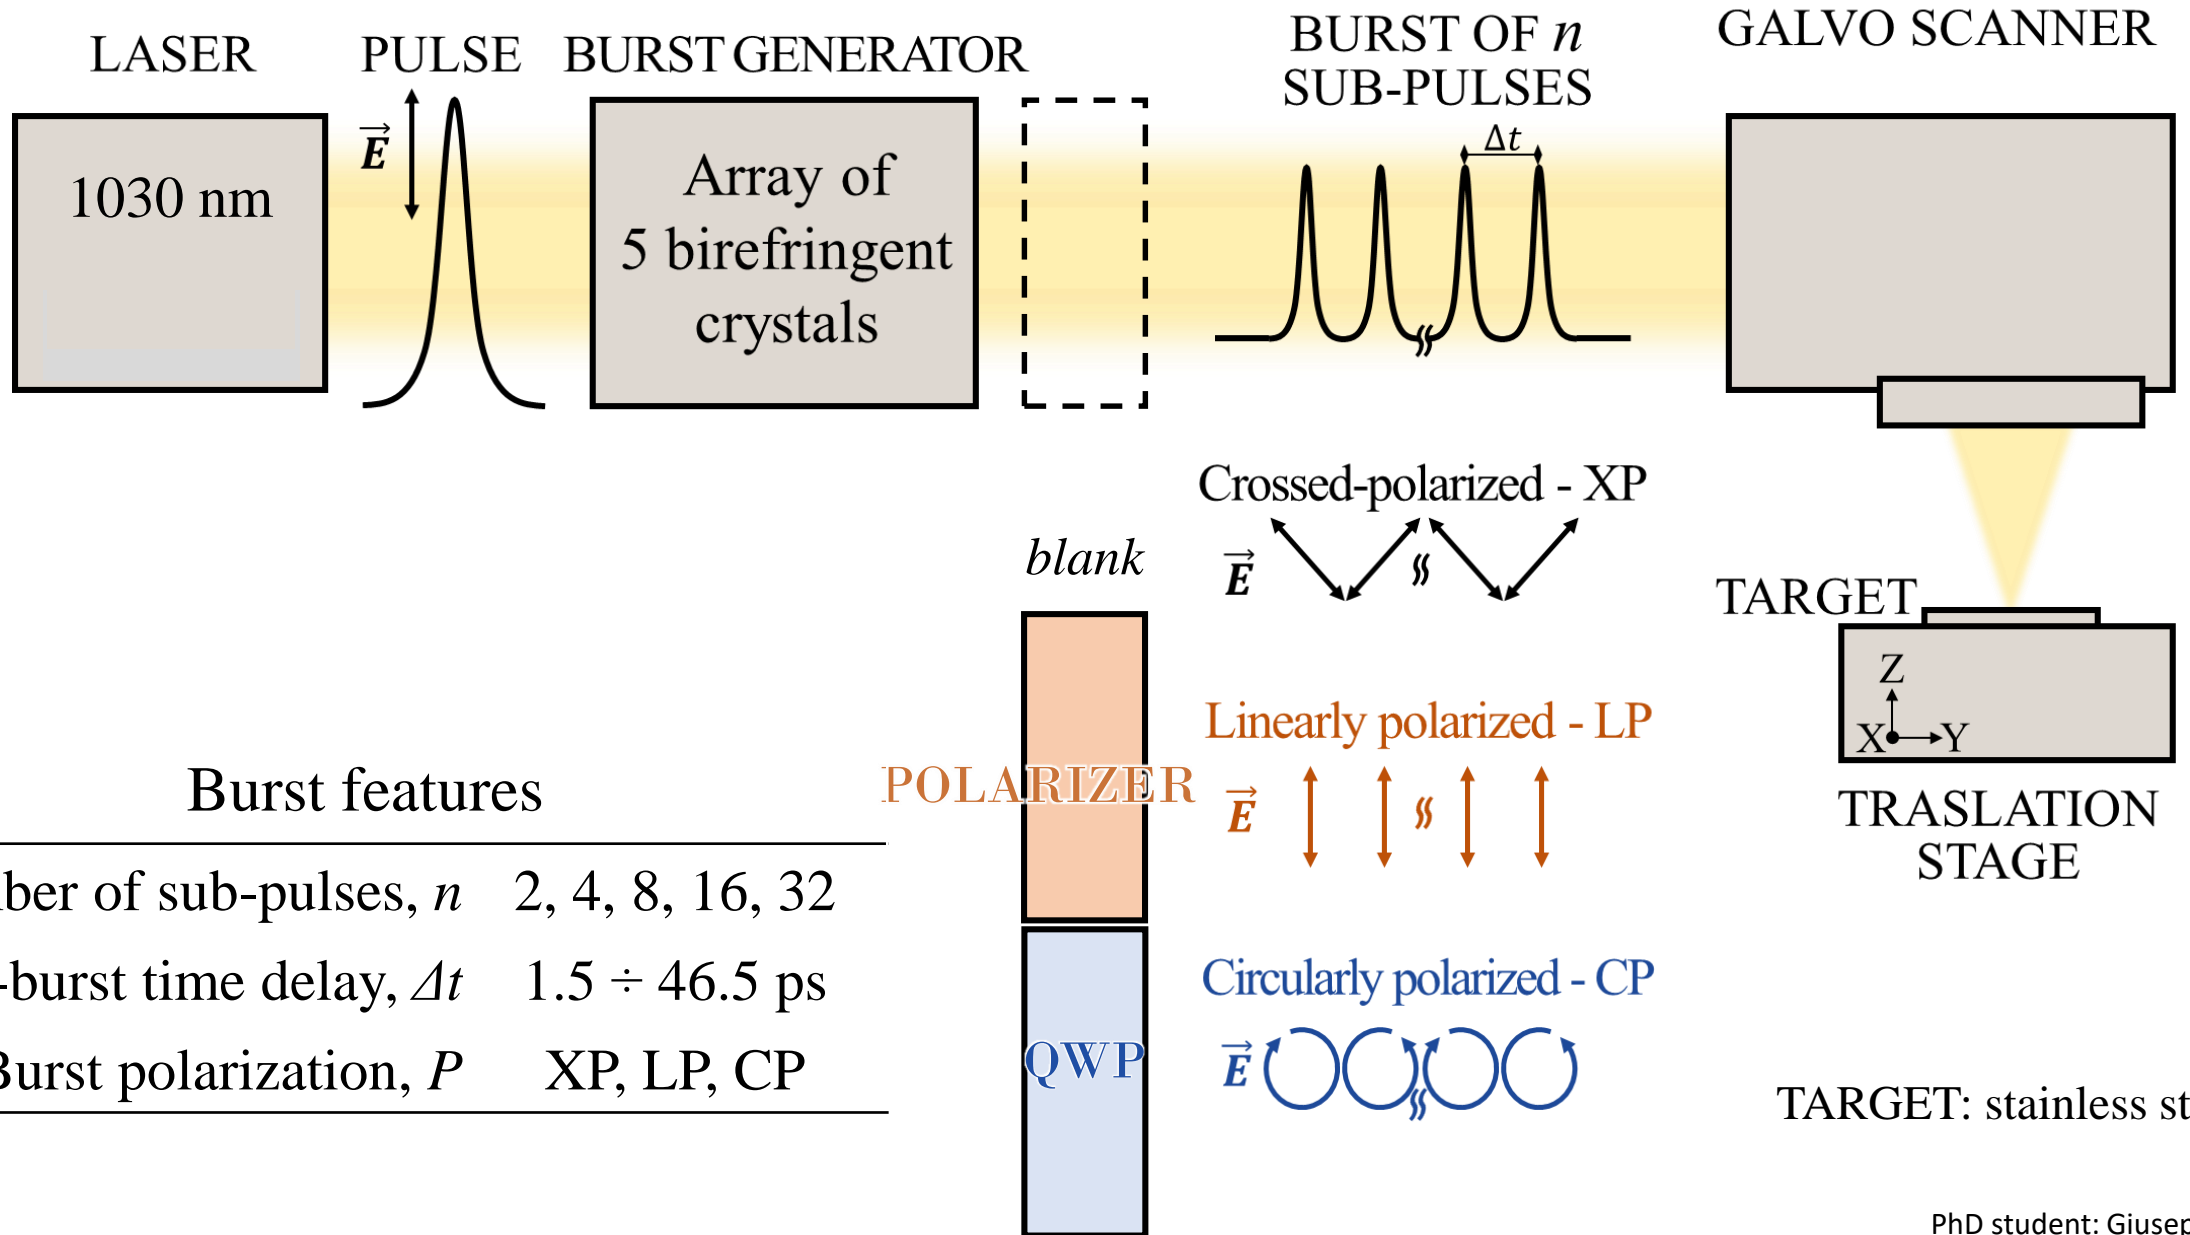 LASER
PULSE
BURST GENERATOR
BURST OF n
SUB-PULSES
GALVO SCANNER
1030 nm
E
Array of
5 birefringent
crystals
Δt
Crossed-polarized - XP
E
blank
TARGET
Z
X Y
TRASLATION
STAGE
POLARIZER
Linearly polarized - LP
E
QWP
Circularly polarized - CP
E
Burst features
of sub-pulses, n 2, 4, 8, 16, 32
-burst time delay, Δt 1.5 ÷ 46.5 ps
Burst polarization, P XP, LP, CP
TARGET: stainless
PhD student: